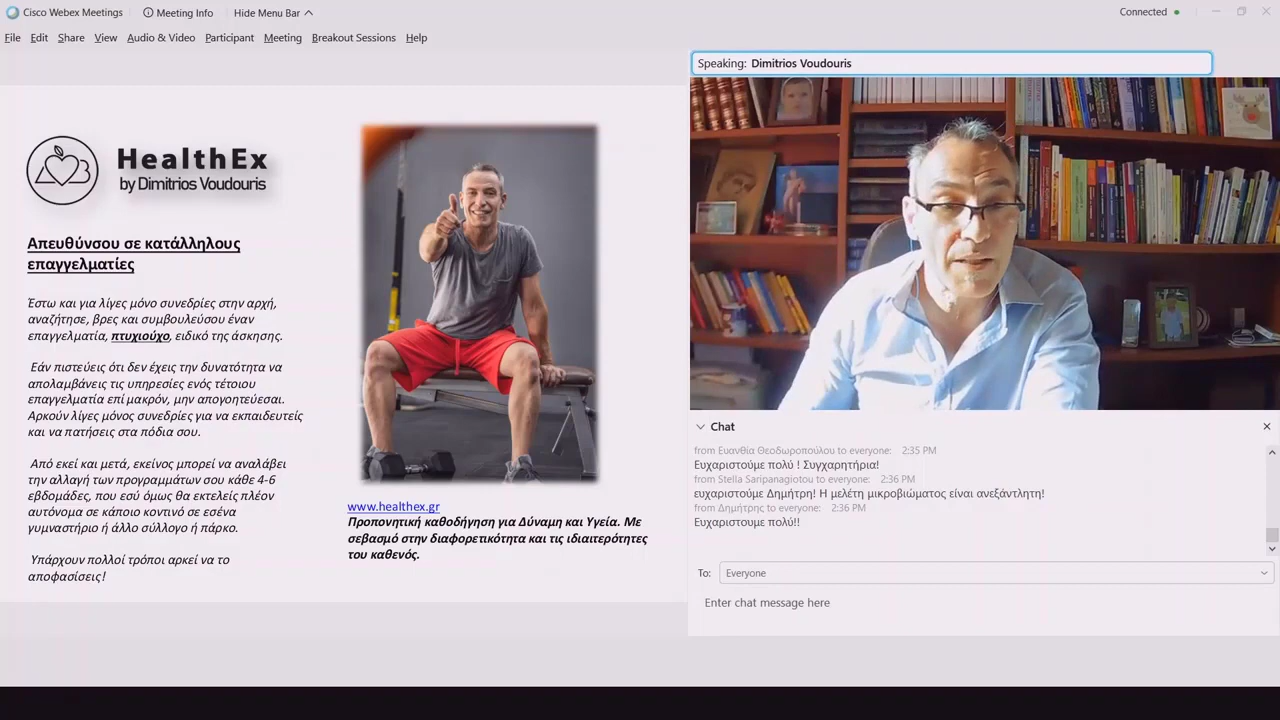 Cisco Webex Meetings
Meeting Info
Hide Menu Bar
Connected
File Edit Share View Audio & Video Participant Meeting Breakout Sessions Help
HealthEx
by Dimitrios Voudouris
Απευθύνσου σε κατάλληλους
επαγγελματίες
Έστω και για λίγες μόνο συνεδρίες στην αρχή,
αναζήτησε, βρες και συμβουλεύσου έναν
επαγγελματία, πτυχιούχο, ειδικό της άσκησης.
Εάν πιστεύεις ότι δεν έχεις την δυνατότητα να
απολαμβάνεις τις υπηρεσίες ενός τέτοιου
επαγγελματία επί μακρόν, μην απογοητεύεσαι.
Αρκούν λίγες μόνος συνεδρίες για να εκπαιδευτείς
και να πατήσεις στα πόδια σου.
Από εκεί και μετά, εκείνος μπορεί να αναλάβει
την αλλαγή των προγραμμάτων σου κάθε 4-6
εβδομάδες, που εσύ όμως θα εκτελείς πλέον
αυτόνομα σε κάποιο κοντινό σε εσένα
γυμναστήριο ή άλλο σύλλογο ή πάρκο.
Υπάρχουν πολλοί τρόποι αρκεί να το
αποφασίσεις!
www.healthex.gr
Προπονητική καθοδήγηση για Δύναμη και Υγεία. Με
σεβασμό στην διαφορετικότητα και τις ιδιαιτερότητες
του καθενός.
Speaking: Dimitrios Voudouris
Chat
from Ευανθία Θεοδωροπούλου to everyone: 2:35 PM
Ευχαριστούμε πολύ ! Συγχαρητήρια!
from Stella Saripanagiotou to everyone: 2:36 PM
ευχαριστούμε Δημήτρη! Η μελέτη μικροβιώματος είναι ανεξάντλητη!
from Δημήτρης to everyone: 2:36 PM
Ευχαριστουμε πολύ!!
To: Everyone
Enter chat message here